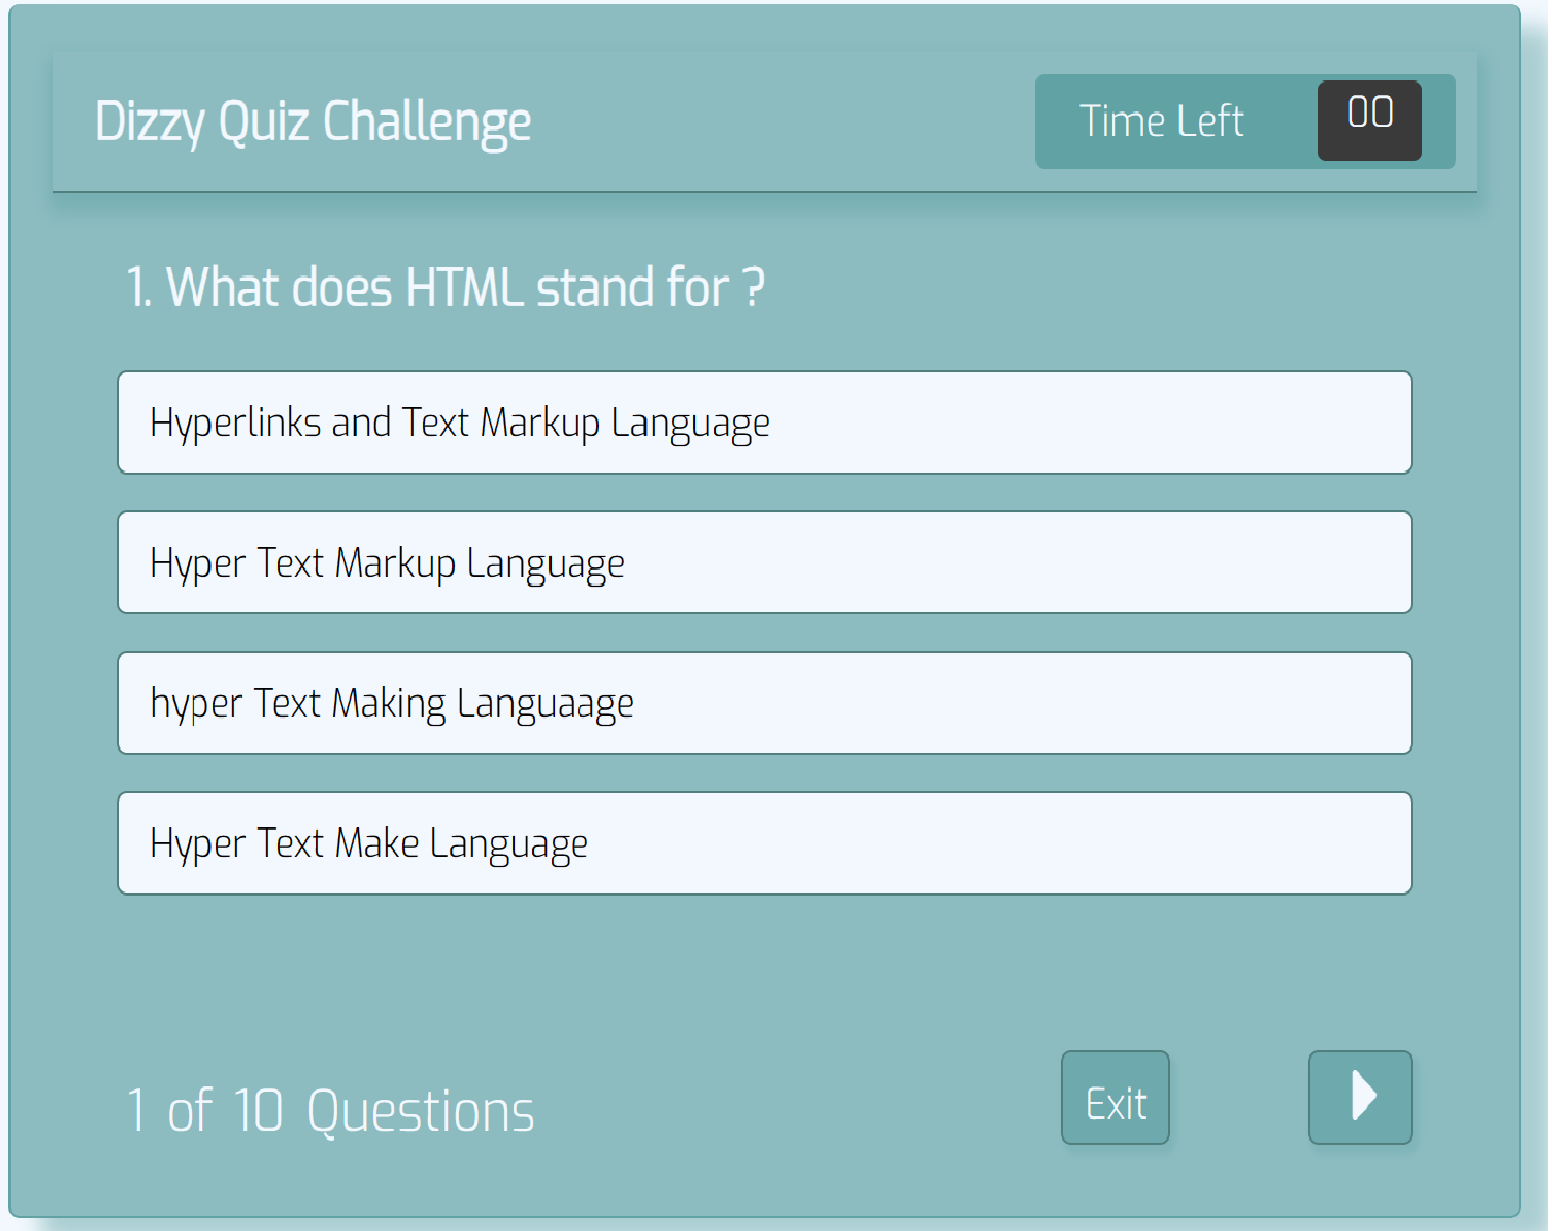 Dizzy Quiz Challenge
Time Left 00
1. What does HTML stand for ?
Hyperlinks and Text Markup Language
Hyper Text Markup Language
hyper Text Making Languaage
Hyper Text Make Language
1 of 10 Questions
Exit